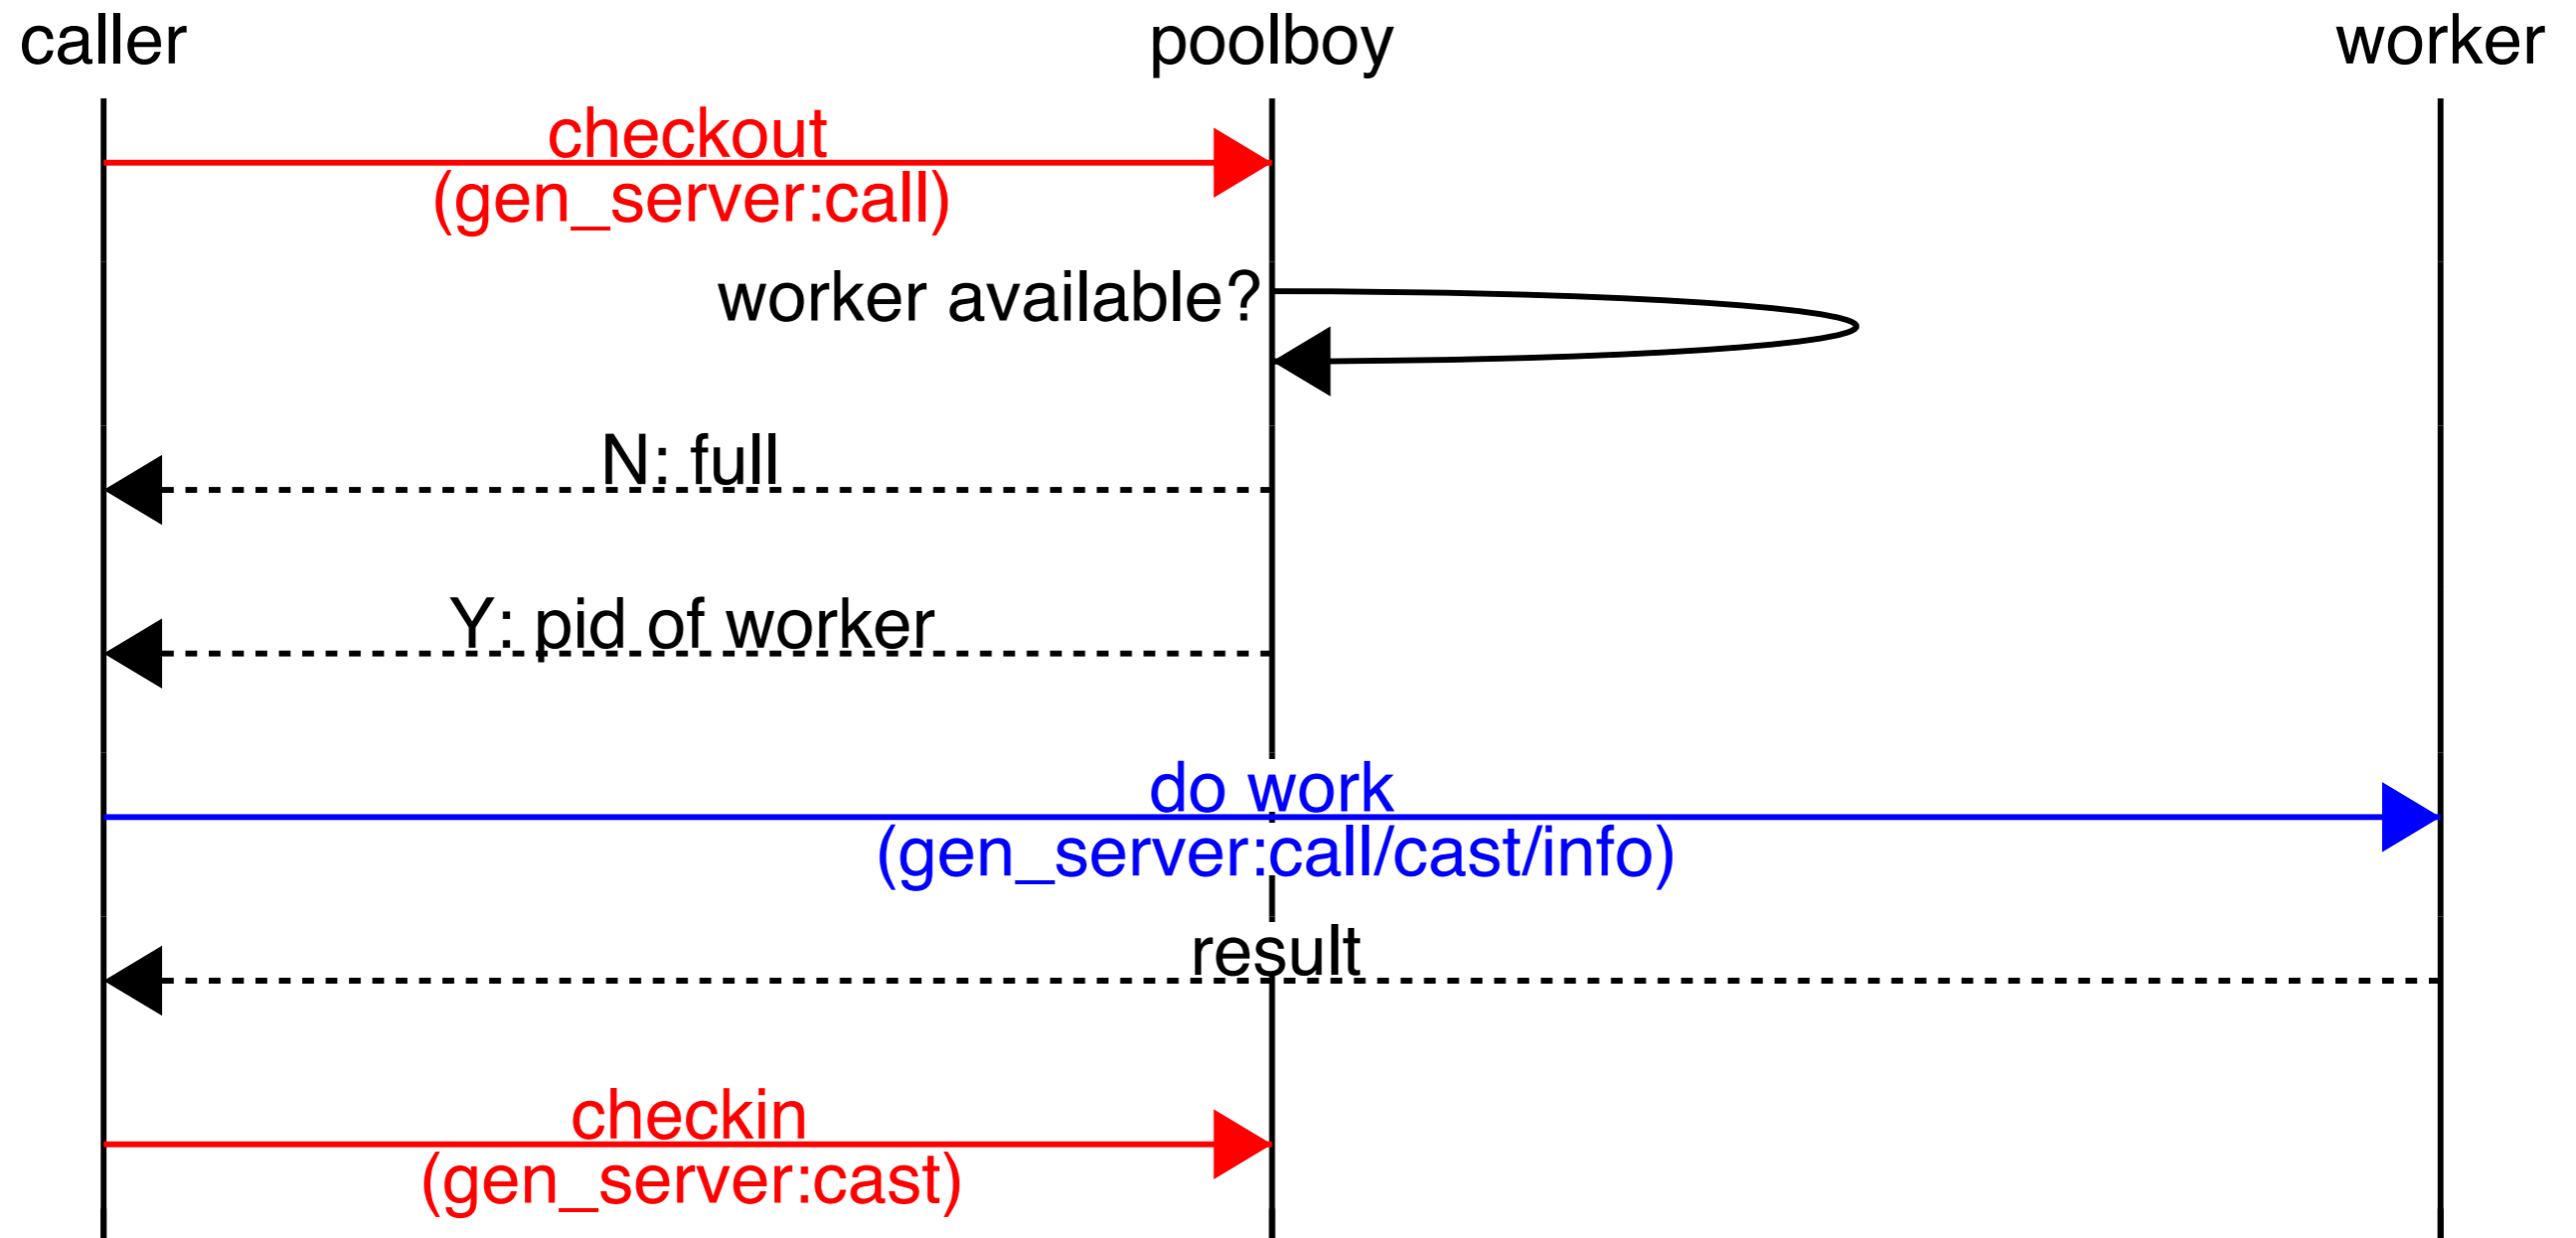 caller
poolboy
worker
checkout
(gen_server:call)
worker available?
N: full
Y: pid of worker
do work
(gen_server:call/cast/info)
result
checkin
(gen_server:cast)